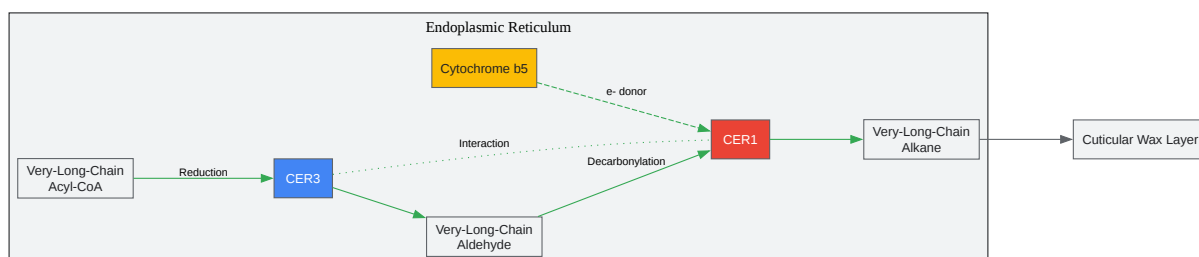 Endoplasmic Reticulum
Cytochrome b5
e- donor
CER1
Very-Long-Chain
Alkane
Cuticular Wax Layer
Interaction
Decarbonylation
Very-Long-Chain
Acyl-CoA
Reduction
CER3
Very-Long-Chain
Aldehyde